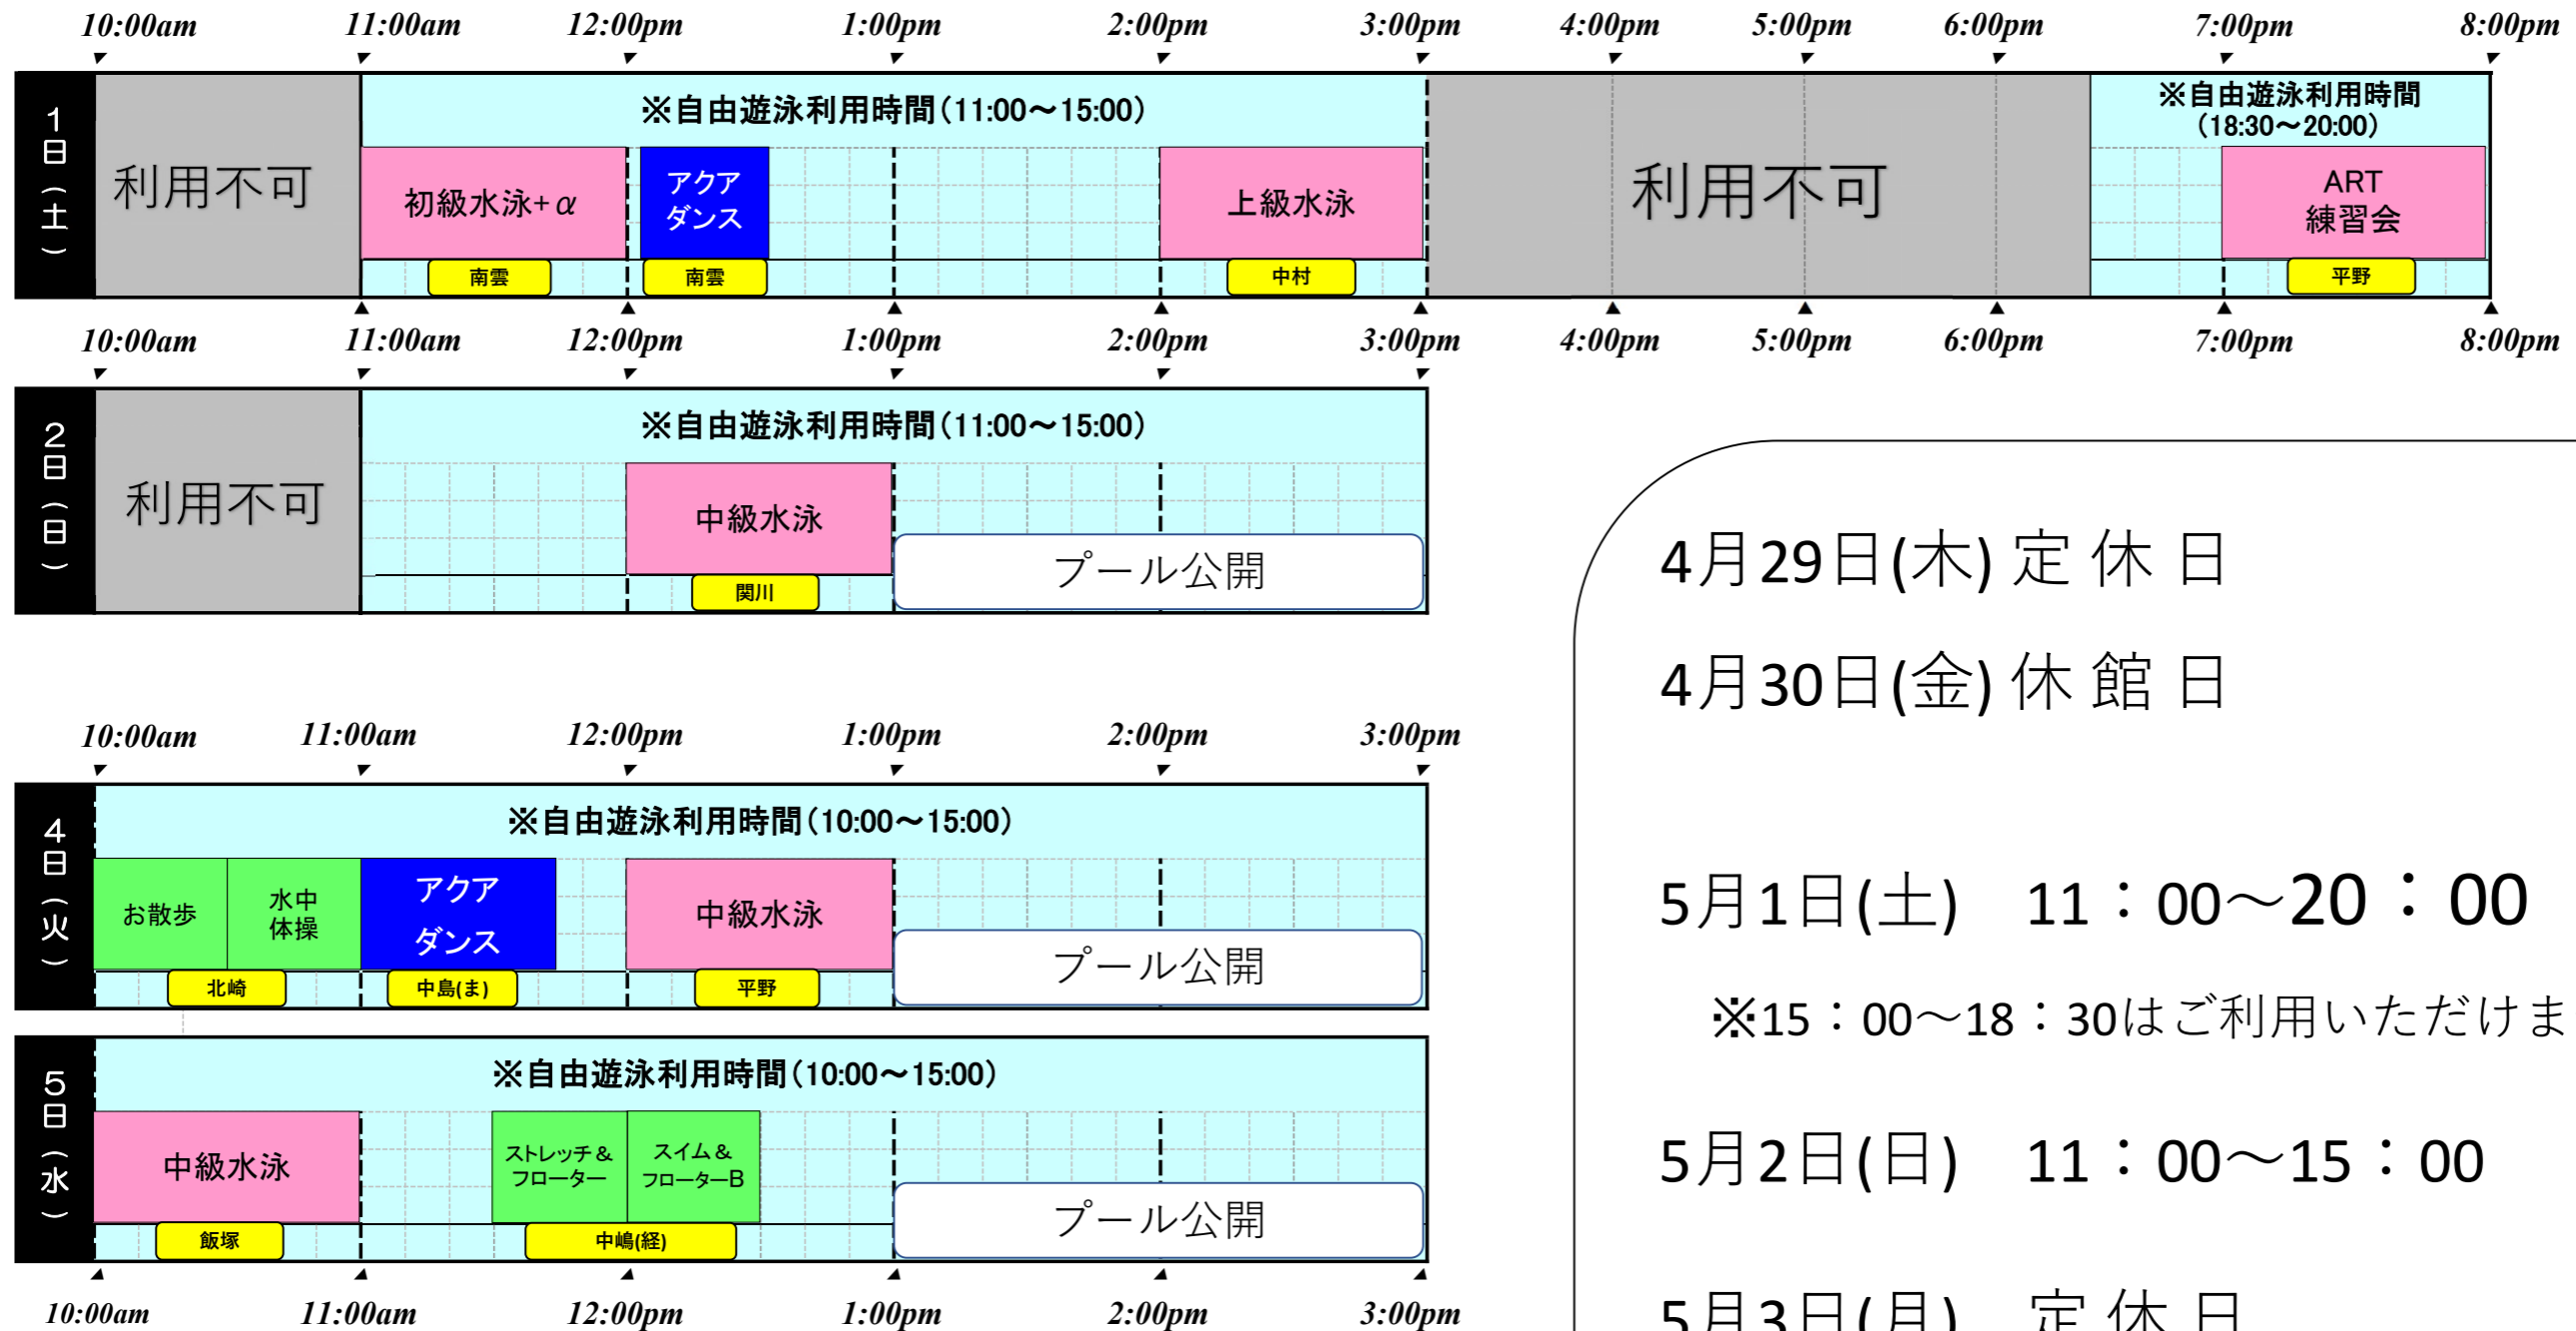 10:00am 11:00am 12:00pm 1:00pm 2:00pm 3:00pm 4:00pm 5:00pm 6:00pm 7:00pm 8:00pm
1日(土)
利用不可
※自由遊泳利用時間(11:00～15:00)
初級水泳+α
南雲
アクア
ダンス
南雲
上級水泳
中村
利用不可
※自由遊泳利用時間
(18:30～20:00)
ART
練習会
平野
10:00am 11:00am 12:00pm 1:00pm 2:00pm 3:00pm 4:00pm 5:00pm 6:00pm 7:00pm 8:00pm
2日(日)
利用不可
※自由遊泳利用時間(11:00～15:00)
中級水泳
関川
プール公開
10:00am 11:00am 12:00pm 1:00pm 2:00pm 3:00pm
4日(火)
※自由遊泳利用時間(10:00～15:00)
お散歩
水中
体操
北崎
アクア
ダンス
中島(ま)
中級水泳
平野
プール公開
5日(水)
※自由遊泳利用時間(10:00～15:00)
中級水泳
飯塚
ストレッチ&
フローター
スイム&
フローターB
中嶋(経)
プール公開
10:00am 11:00am 12:00pm 1:00pm 2:00pm 3:00pm
4月29日(木) 定 休 日
4月30日(金) 休 館 日
5月1日(土) 11：00～20：00
※15：00～18：30はご利用いただけま
5月2日(日) 11：00～15：00
5月3日(月) 定 休 日